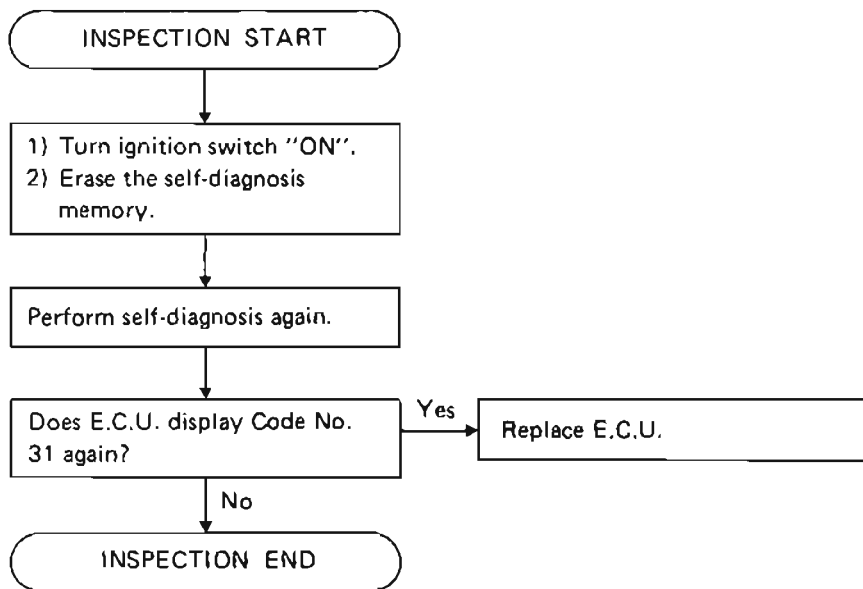 INSPECTION START
1) Turn ignition switch "ON".
2) Erase the self-diagnosis
memory.
Perform self-diagnosis again.
Does E.C.U. display Code No.
31 again?
Yes
Replace E.C.U.
No
INSPECTION END